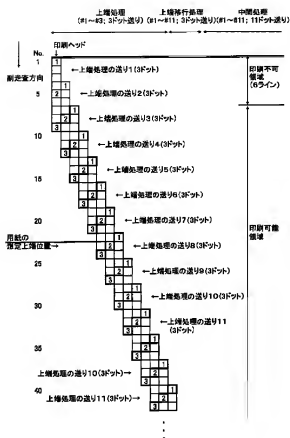 上端処理
(#1~#3; 3ドット送り)
上端移行処理
(#1~#11; 3ドット送り)
中間処理
(#1~#11; 11ドット送り)
No.
印刷ヘッド
1
副走査方向
5
10
15
20
25
30
35
40
←上端処理の送り1(3ドット)
←上端処理の送り2(3ドット)
←上端処理の送り3(3ドット)
←上端処理の送り4(3ドット)
←上端処理の送り5(3ドット)
←上端処理の送り6(3ドット)
←上端処理の送り7(3ドット)
←上端処理の送り8(3ドット)
←上端処理の送り9(3ドット)
←上端処理の送り10(3ドット)
←上端処理の送り11
(3ドット)
上端処理の送り10(3ドット)→
上端処理の送り11(3ドット)→
用紙の
想定上端位置→
印刷不可
領域
(6ライン)
印刷可能
領域
1
2
3